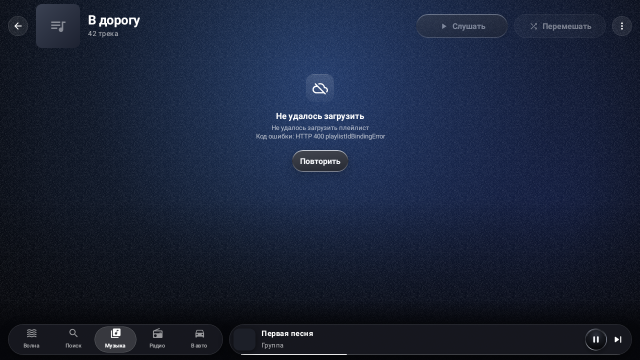 В дорогу
42 трека
Слушать
Перемешать
Не удалось загрузить
Не удалось загрузить плейлист
Код ошибки: HTTP 400 playlistIdBindingError
Повторить
Волна
Поиск
Музыка
Радио
В авто
Первая песня
Группа